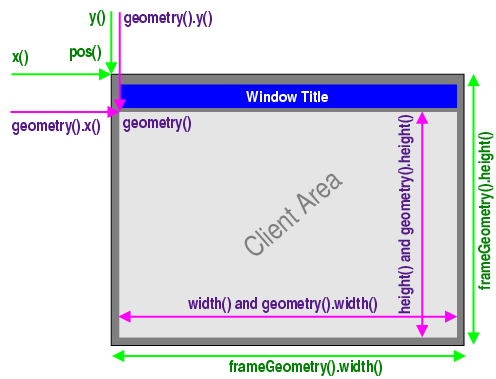 y()
geometry().y()
x()
pos()
Window Title
geometry().x()
geometry()
Client Area
height() and geometry().height()
frameGeometry().height()
width() and geometry().width()
frameGeometry().width()